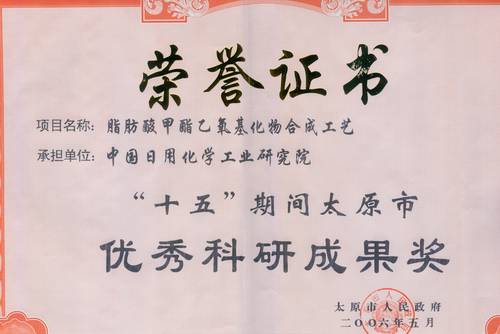 荣誉证书
项目名称：脂肪酸甲酯乙氧基化物合成工艺
承担单位：中国日用化学工业研究院
“十五”期间太原市
优秀科研成果奖
太原市人民政府
二〇〇六年五月